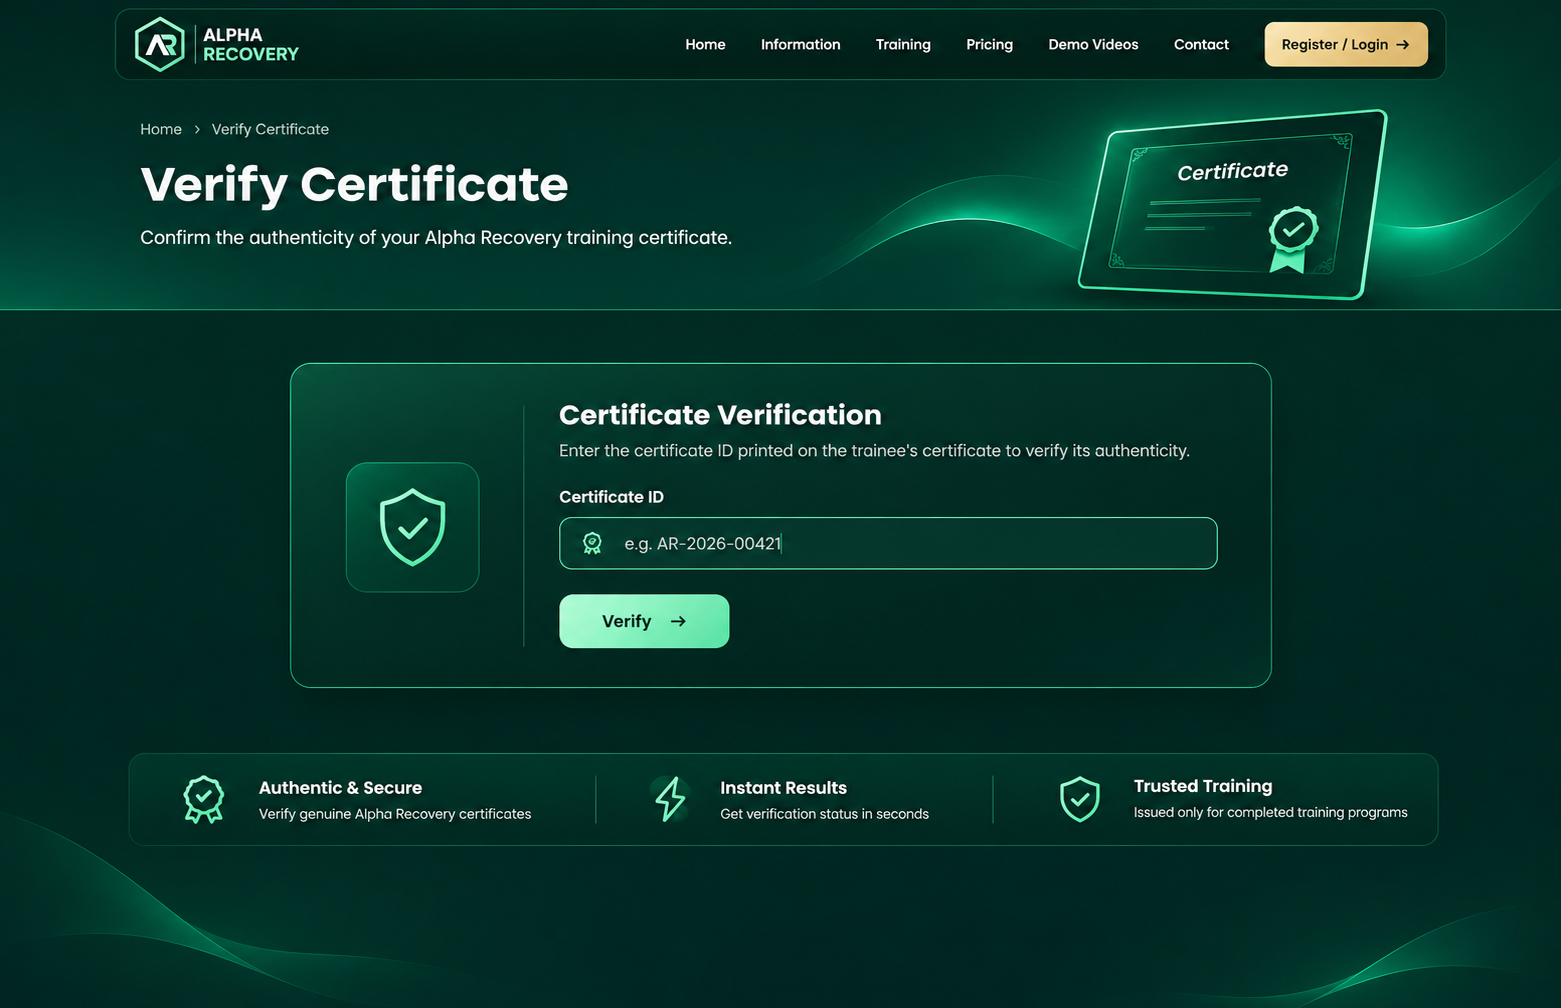 ALPHA
RECOVERY
Home
Information
Training
Pricing
Demo Videos
Contact
Register / Login →
Home › Verify Certificate
Verify Certificate
Confirm the authenticity of your Alpha Recovery training certificate.
Certificate
Certificate Verification
Enter the certificate ID printed on the trainee's certificate to verify its authenticity.
Certificate ID
e.g. AR-2026-00421
Verify →
Authentic & Secure
Verify genuine Alpha Recovery certificates
Instant Results
Get verification status in seconds
Trusted Training
Issued only for completed training programs